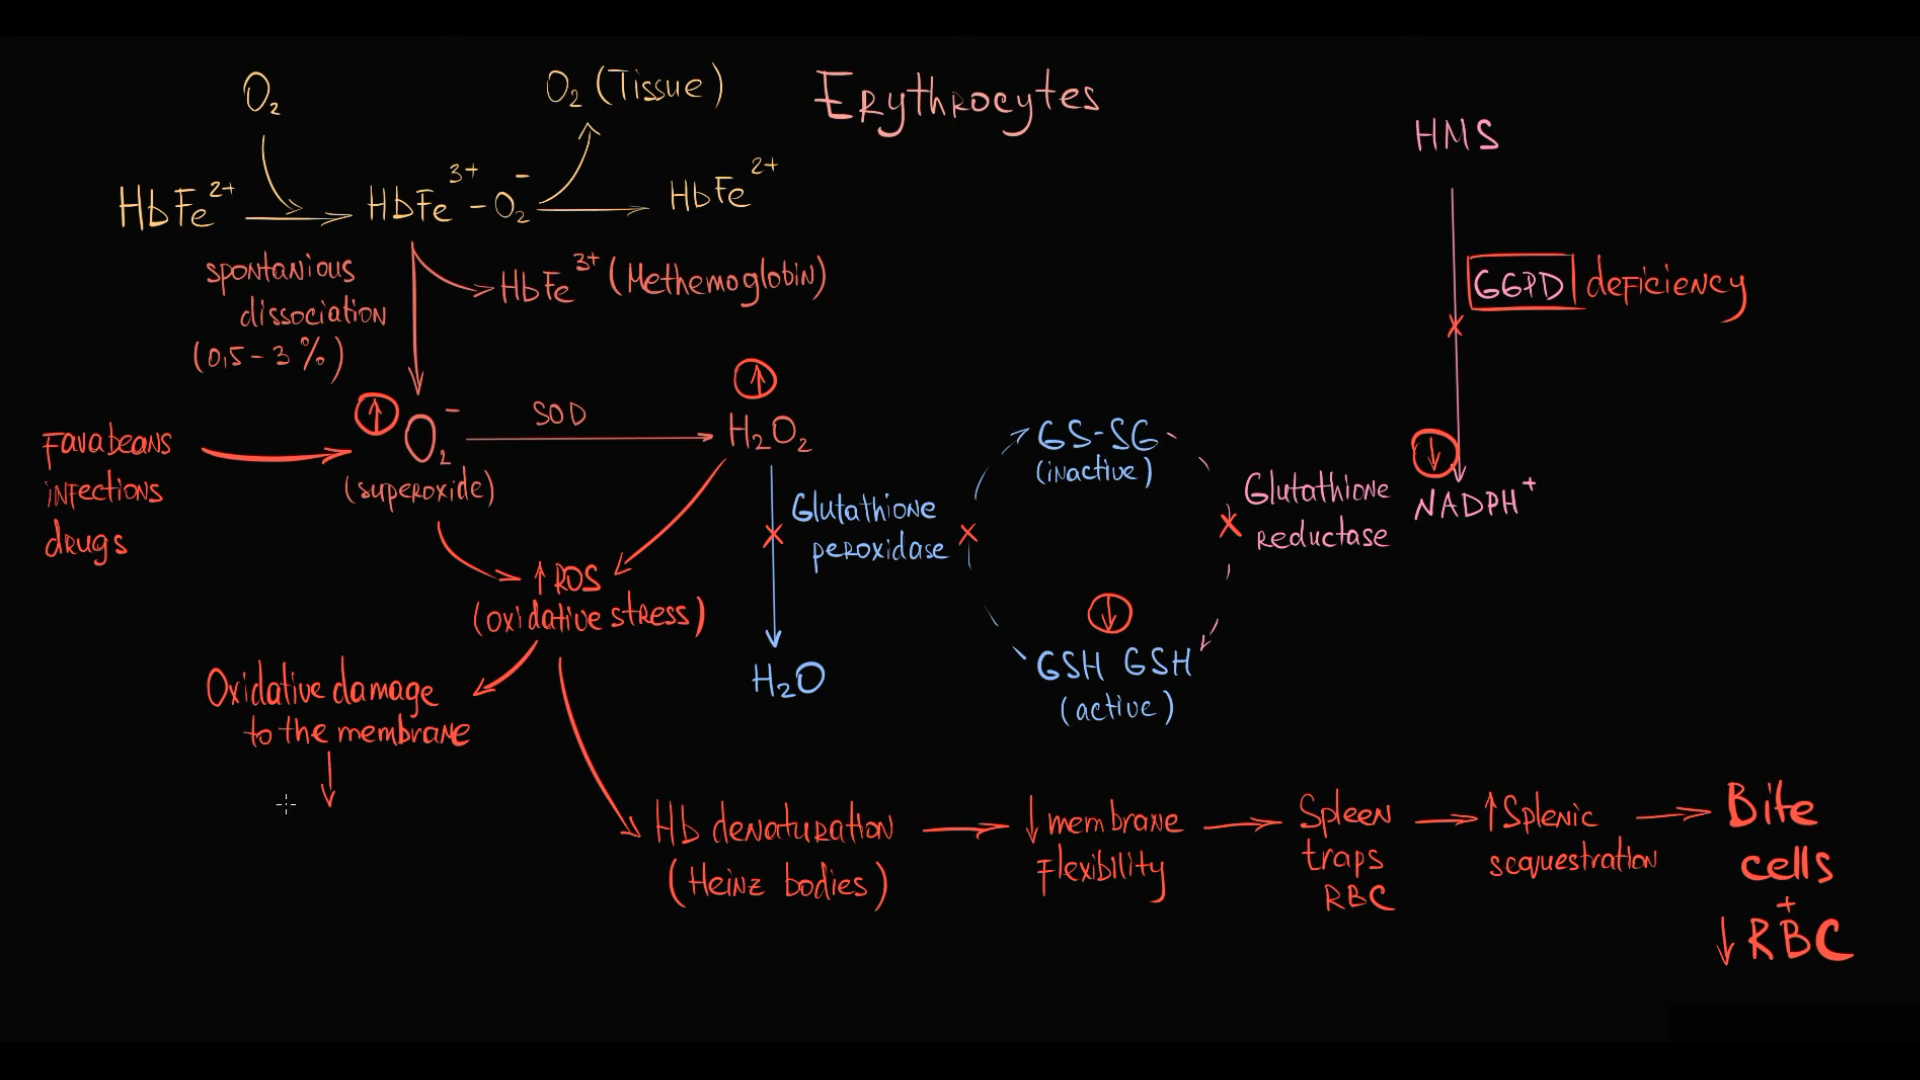 Erythrocytes
O₂
O₂ (Tissue)
HbFe²⁺
HbFe³⁺-O₂⁻
HbFe²⁺
spontanious
dissociation
(0,5-3%)
HbFe³⁺ (Methemoglobin)
Favabeans
infections
drugs
↑
O₂⁻
(superoxide)
SOD
↑
H₂O₂
↑ROS
(oxidative stress)
Glutathione
peroxidase
H₂O
GS-SG
(inactive)
↓
GSH GSH
(active)
Glutathione
reductase
HMS
G6PD deficiency
↓
NADPH⁺
Oxidative damage
to the membrane
Hb denaturation
(Heinz bodies)
↓membrane
Flexibility
Spleen
traps
RBC
↑Splenic
scquestration
Bite
cells
+
↓RBC